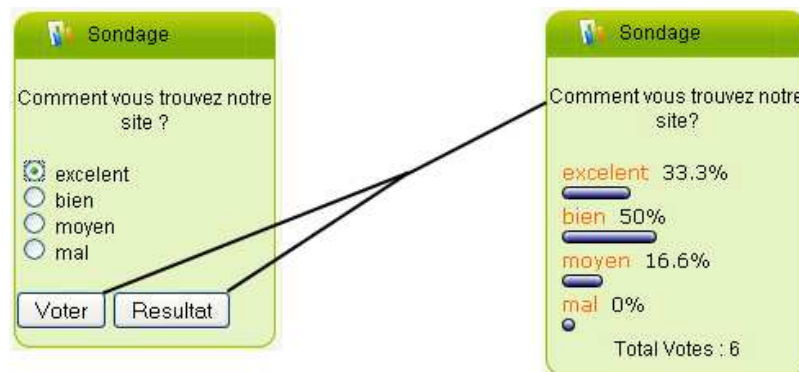 Sondage
Comment vous trouvez notre
site ?
excelent
bien
moyen
mal
Voter Resultat
Sondage
Comment vous trouvez notre
site?
excelent 33.3%
bien 50%
moyen 16.6%
mal 0%
Total Votes : 6